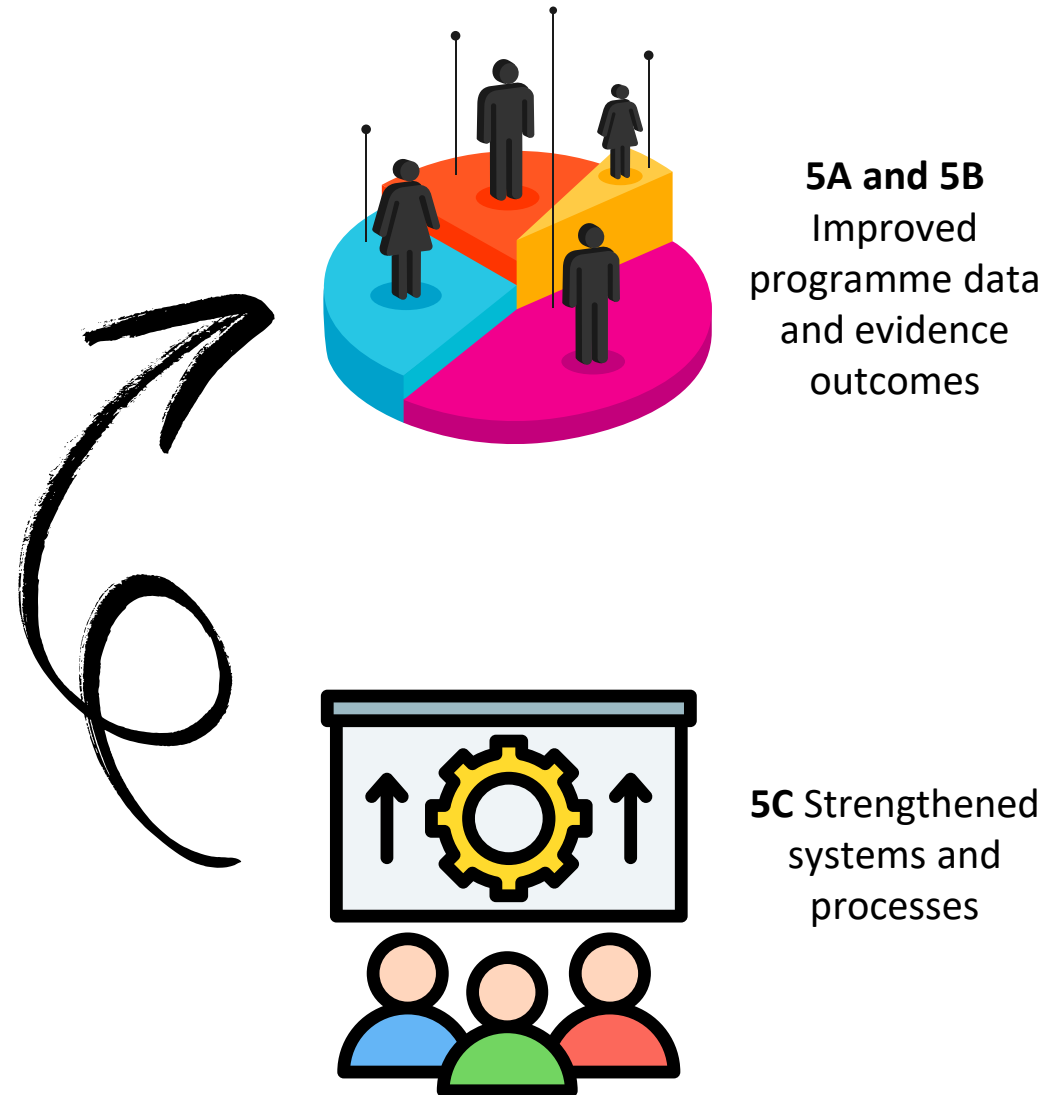 5A and 5B
Improved
programme data
and evidence
outcomes
5C Strengthened
systems and
processes